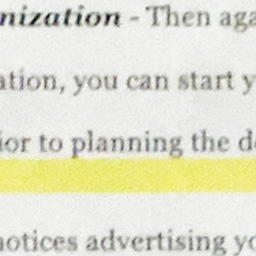 nization - Then aga
ation, you can start y
ior to planning the d
notices advertising yo